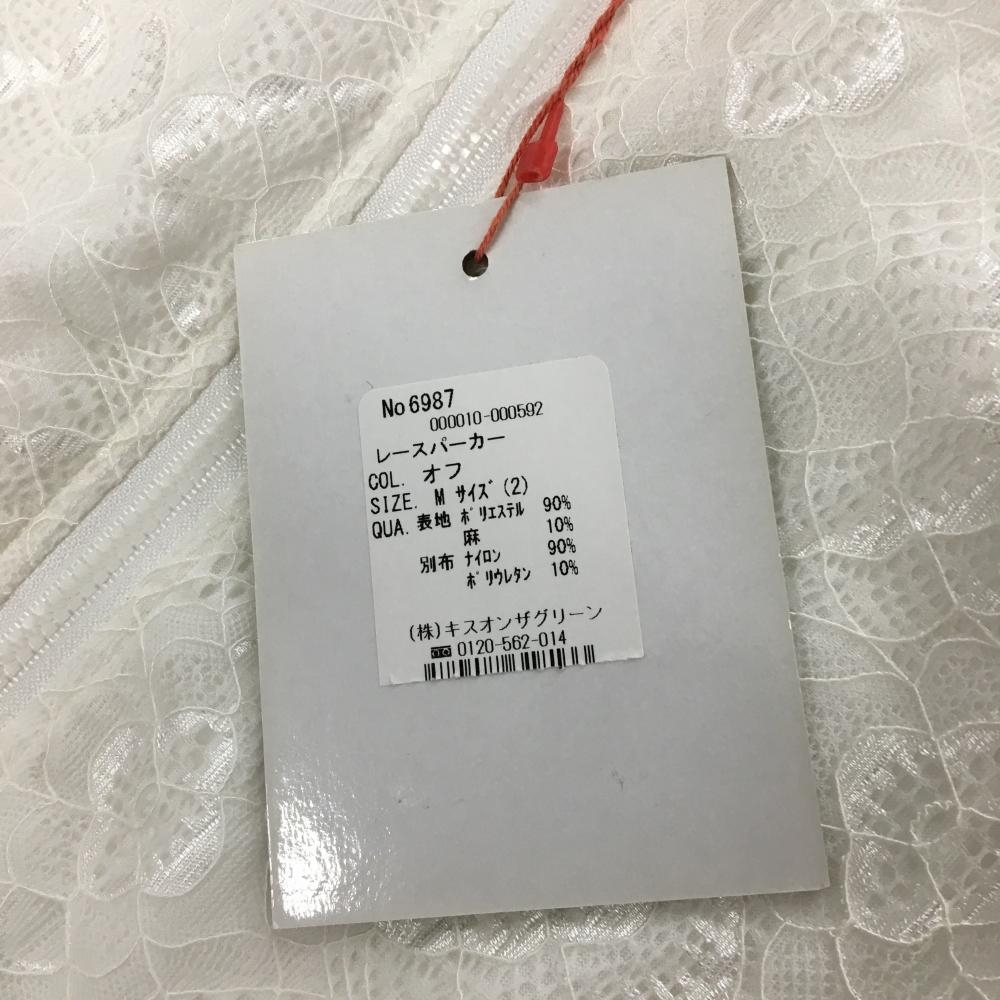 No6987
000010-000592
レースパーカー
COL. オフ
SIZE. M ｻｲｽﾞ(2)
QUA. 表地 ﾎﾟﾘｴｽﾃﾙ 90%
麻 10%
別布 ﾅｲﾛﾝ 90%
ﾎﾟﾘｳﾚﾀﾝ 10%
(株)キスオンザグリーン
0120-562-014